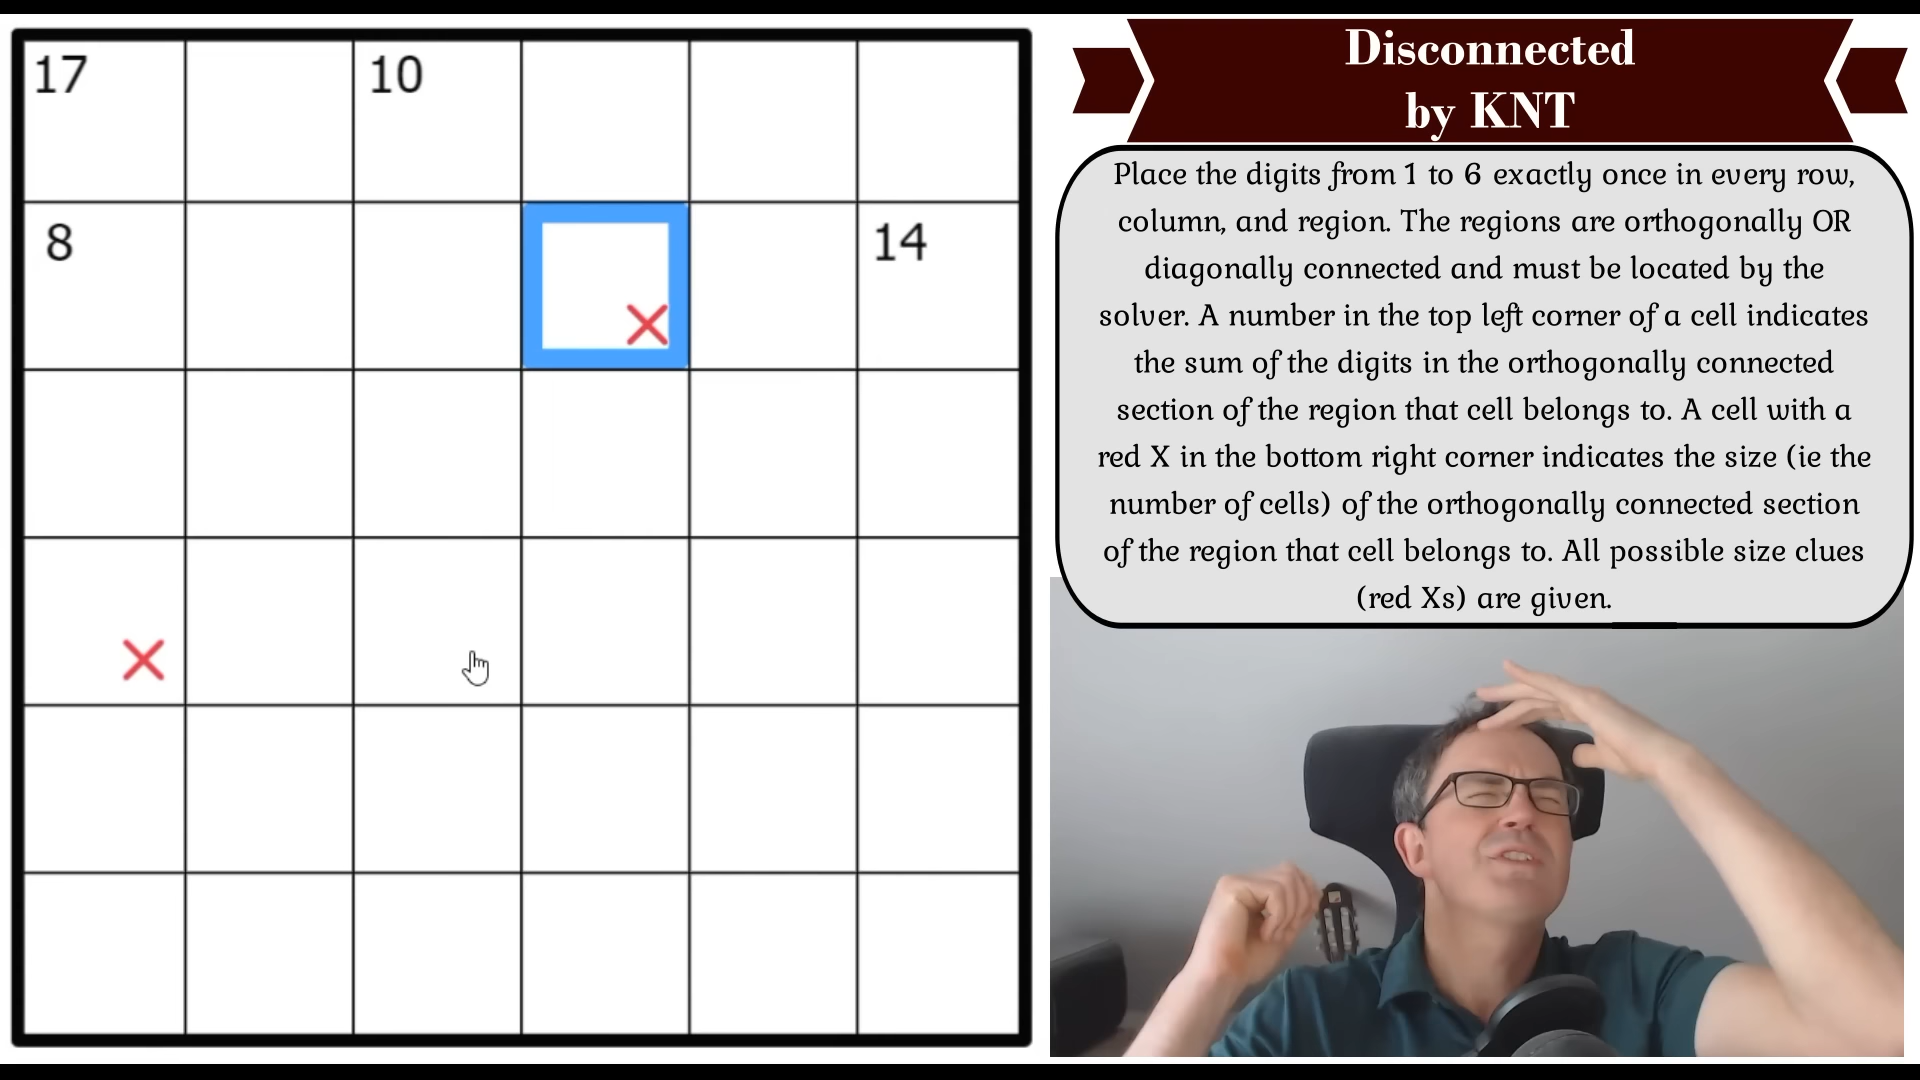 17
10
8
14
Disconnected
by KNT
Place the digits from 1 to 6 exactly once in every row,
column, and region. The regions are orthogonally OR
diagonally connected and must be located by the
solver. A number in the top left corner of a cell indicates
the sum of the digits in the orthogonally connected
section of the region that cell belongs to. A cell with a
red X in the bottom right corner indicates the size (ie the
number of cells) of the orthogonally connected section
of the region that cell belongs to. All possible size clues
(red Xs) are given.